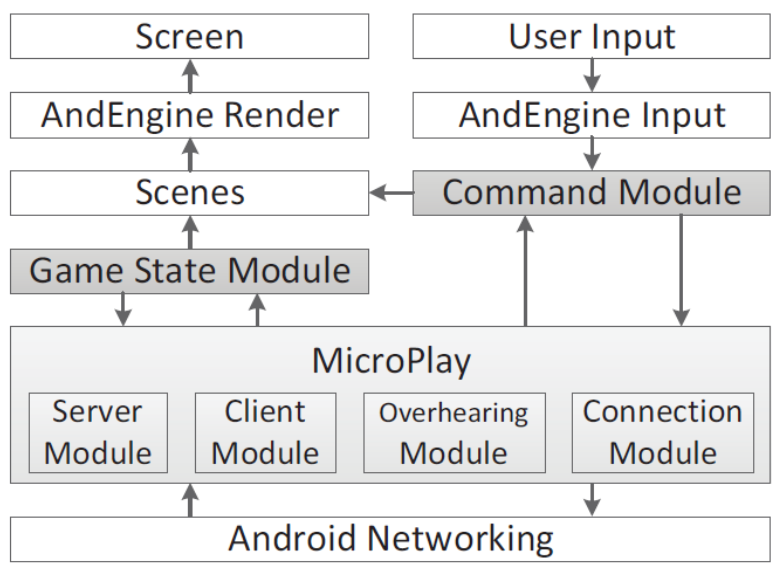 Screen
User Input
AndEngine Render
AndEngine Input
Scenes
Command Module
Game State Module
MicroPlay
Server
Module
Client
Module
Overhearing
Module
Connection
Module
Android Networking